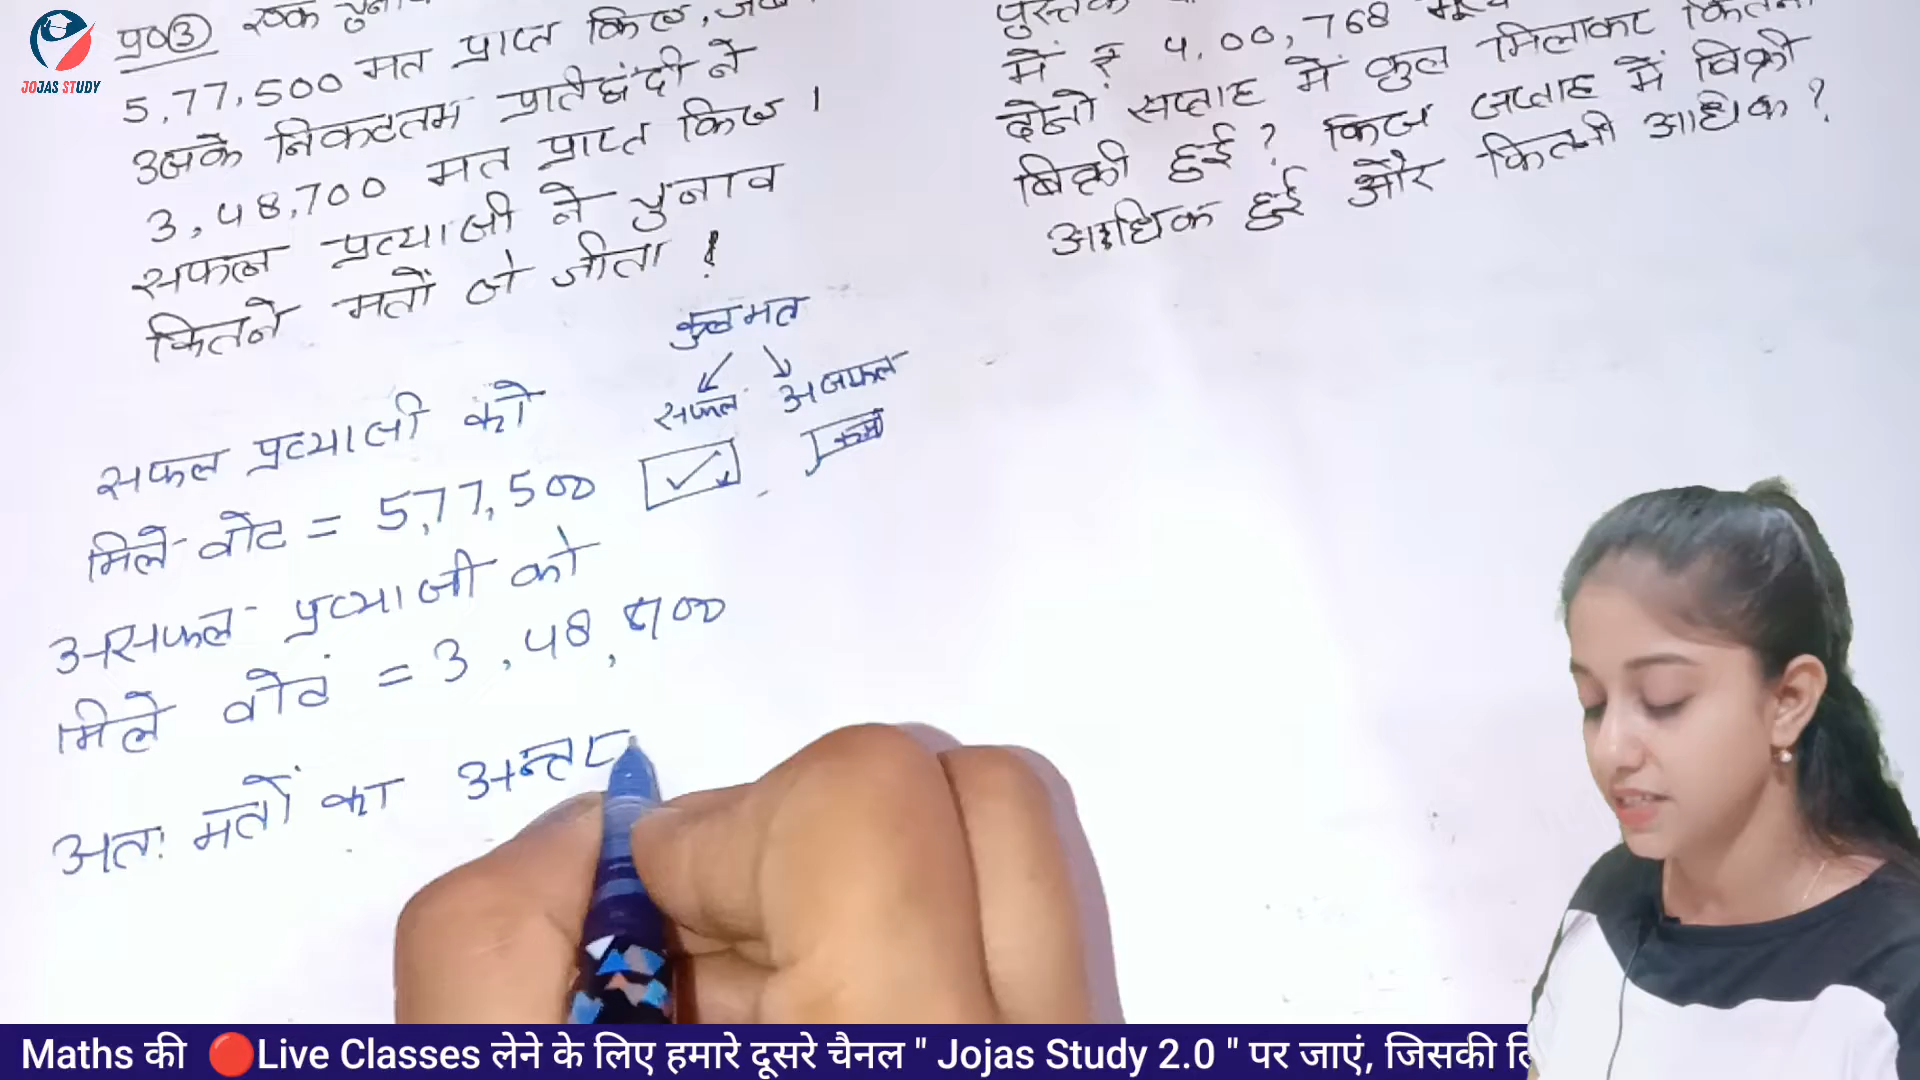 JOJAS STUDY
प्र०③ एक चुनाव
5,77,500 मत प्राप्त किए, जब
उसके निकटतम प्रतिद्वंदी ने
3,48,700 मत प्राप्त किए ।
सफल प्रत्याशी ने चुनाव
कितने मतों से जीता ?
पुस्तक
में ₹ 4,00,768 मूल्य
दोनों सप्ताह में कुल मिलाकर कितनी
बिक्री हुई ? किस सप्ताह में बिक्री
अधिक हुई और कितनी अधिक ?
कुल मत
सफल असफल
कम
सफल प्रत्याशी को
मिले वोट = 5,77,500
असफल प्रत्याशी को
मिले वोट = 3,48,700
अतः मतों का अन्तर
Maths की 🔴Live Classes लेने के लिए हमारे दूसरे चैनल " Jojas Study 2.0 " पर जाएं, जिसकी